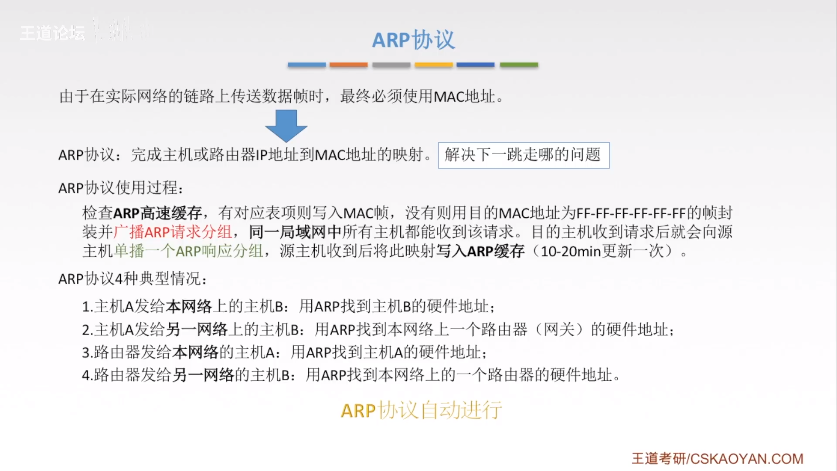 王道论坛
ARP协议
由于在实际网络的链路上传送数据帧时，最终必须使用MAC地址。
ARP协议：完成主机或路由器IP地址到MAC地址的映射。 解决下一跳走哪的问题
ARP协议使用过程：
检查ARP高速缓存，有对应表项则写入MAC帧，没有则用目的MAC地址为FF-FF-FF-FF-FF-FF的帧封
装并广播ARP请求分组，同一局域网中所有主机都能收到该请求。目的主机收到请求后就会向源
主机单播一个ARP响应分组，源主机收到后将此映射写入ARP缓存（10-20min更新一次）。
ARP协议4种典型情况：
1.主机A发给本网络上的主机B：用ARP找到主机B的硬件地址；
2.主机A发给另一网络上的主机B：用ARP找到本网络上一个路由器（网关）的硬件地址；
3.路由器发给本网络的主机A：用ARP找到主机A的硬件地址；
4.路由器发给另一网络的主机B：用ARP找到本网络上的一个路由器的硬件地址。
ARP协议自动进行
王道考研/CSKAOYAN.COM